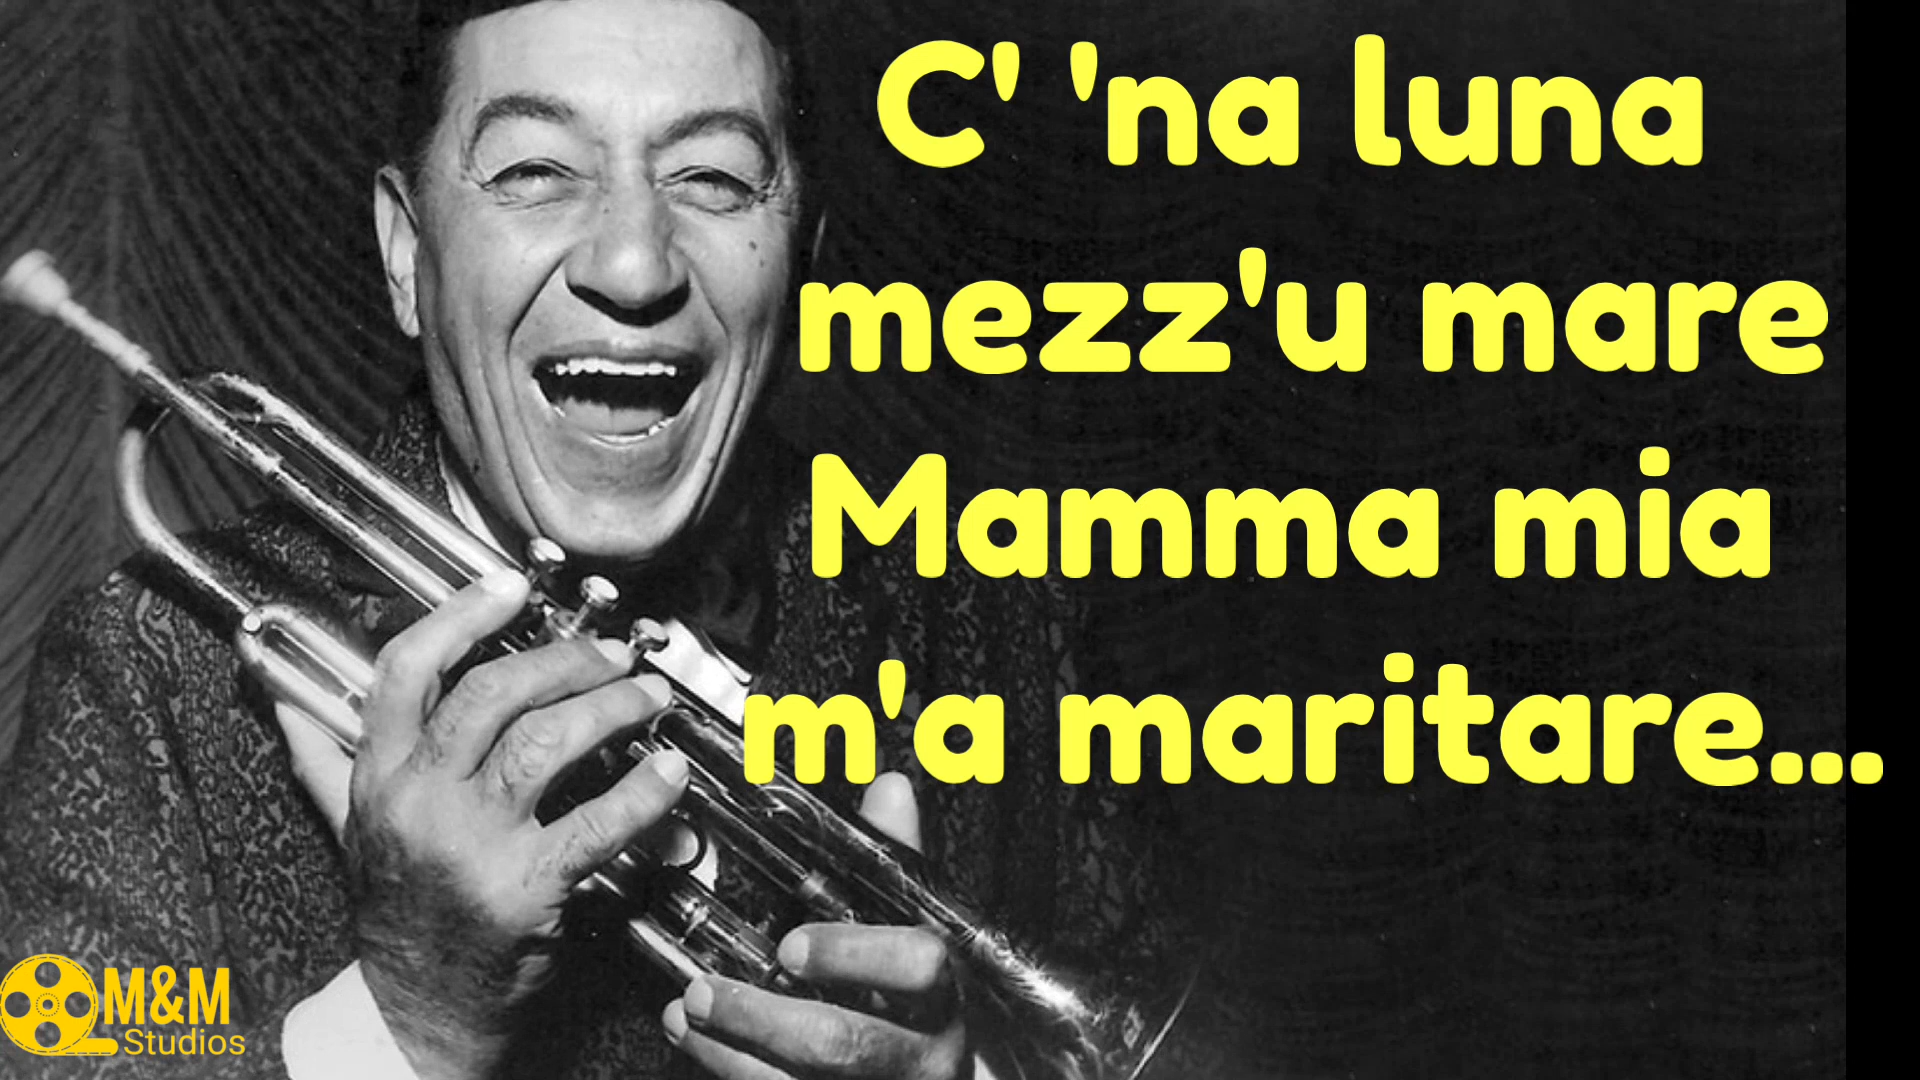 C' 'na luna
mezz'u mare
Mamma mia
m'a maritare...
M&M
Studios